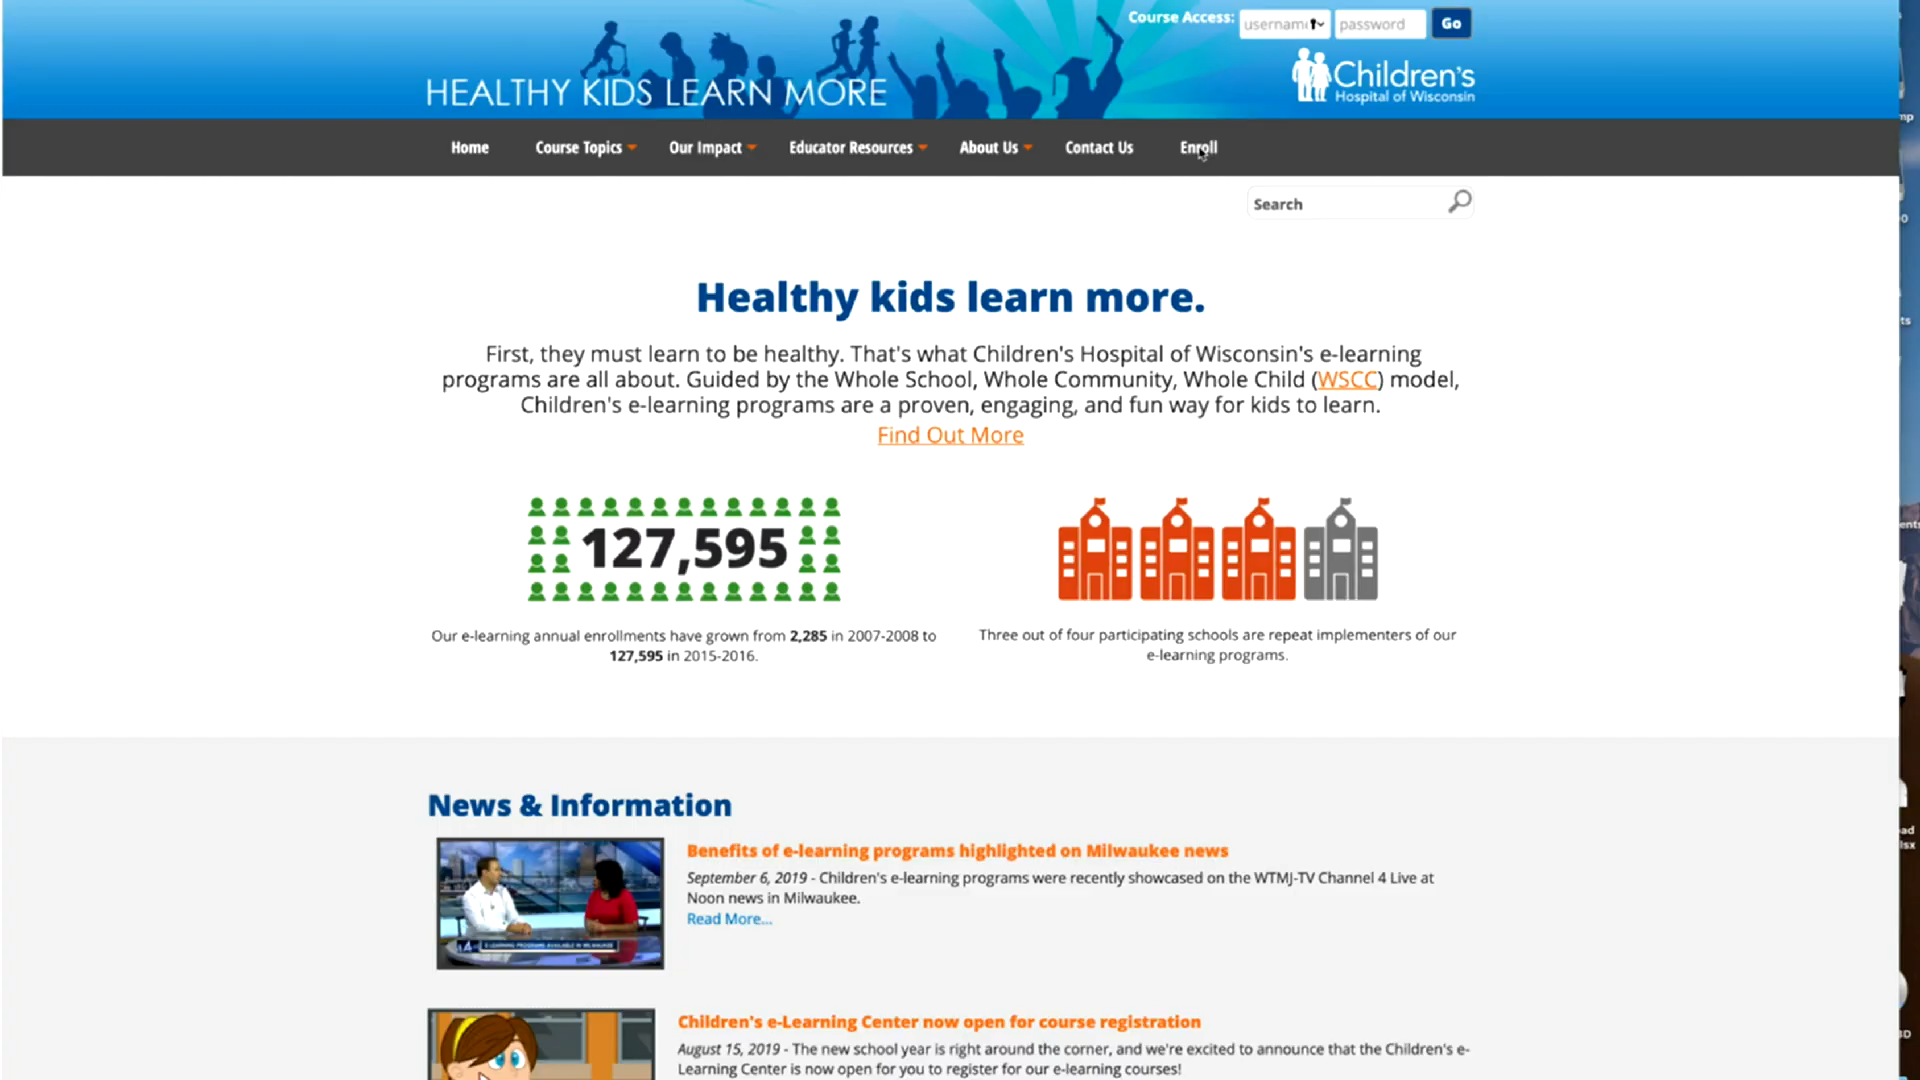 Course Access: username password Go
HEALTHY KIDS LEARN MORE
Children's
Hospital of Wisconsin
Home Course Topics Our Impact Educator Resources About Us Contact Us Enroll
Search
Healthy kids learn more.
First, they must learn to be healthy. That's what Children's Hospital of Wisconsin's e-learning
programs are all about. Guided by the Whole School, Whole Community, Whole Child (WSCC) model,
Children's e-learning programs are a proven, engaging, and fun way for kids to learn.
Find Out More
127,595
Our e-learning annual enrollments have grown from 2,285 in 2007-2008 to
127,595 in 2015-2016.
Three out of four participating schools are repeat implementers of our
e-learning programs.
News & Information
Benefits of e-learning programs highlighted on Milwaukee news
September 6, 2019 - Children's e-learning programs were recently showcased on the WTMJ-TV Channel 4 Live at
Noon news in Milwaukee.
Read More...
4 E-LEARNING PROGRAMS AVAILABLE IN MILWAUKEE
Children's e-Learning Center now open for course registration
August 15, 2019 - The new school year is right around the corner, and we're excited to announce that the Children's e-
Learning Center is now open for you to register for our e-learning courses!